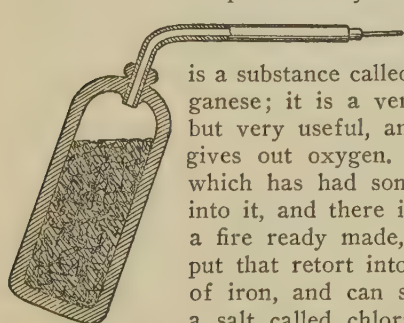 is a substance called
ganese; it is a ver
but very useful, an
gives out oxygen.
which has had som
into it, and there i
a fire ready made,
put that retort into
of iron, and can s
a salt called chlor